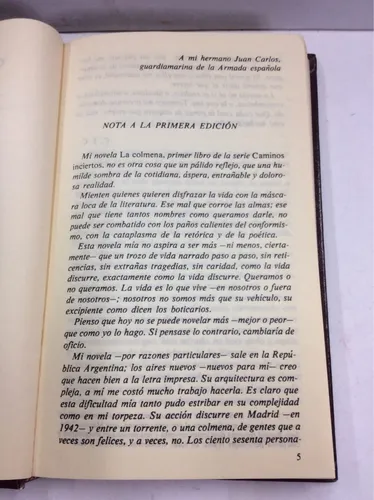 A mi hermano Juan Carlos,
guardiamarina de la Armada española
NOTA A LA PRIMERA EDICIÓN
Mi novela La colmena, primer libro de la serie Caminos
inciertos, no es otra cosa que un pálido reflejo, que una hu-
milde sombra de la cotidiana, áspera, entrañable y doloro-
sa realidad.
Mienten quienes quieren disfrazar la vida con la másca-
ra loca de la literatura. Ese mal que corroe las almas; ese
mal que tiene tantos nombres como queramos darle, no
puede ser combatido con los paños calientes del conformis-
mo, con la cataplasma de la retórica y de la poética.
Esta novela mía no aspira a ser más —ni menos, cierta-
mente— que un trozo de vida narrado paso a paso, sin reti-
cencias, sin extrañas tragedias, sin caridad, como la vida
discurre, exactamente como la vida discurre. Queramos o
no queramos. La vida es lo que vive —en nosotros o fuera
de nosotros—; nosotros no somos más que su vehículo, su
excipiente como dicen los boticarios.
Pienso que hoy no se puede novelar más —mejor o peor—
que como yo lo hago. Si pensase lo contrario, cambiaría de
oficio.
Mi novela —por razones particulares— sale en la Repú-
blica Argentina; los aires nuevos —nuevos para mí— creo
que hacen bien a la letra impresa. Su arquitectura es com-
pleja, a mí me costó mucho trabajo hacerla. Es claro que
esta dificultad mía tanto pudo estribar en su complejidad
como en mi torpeza. Su acción discurre en Madrid —en
1942— y entre un torrente, o una colmena, de gentes que a
veces son felices, y a veces, no. Los ciento sesenta persona-
5